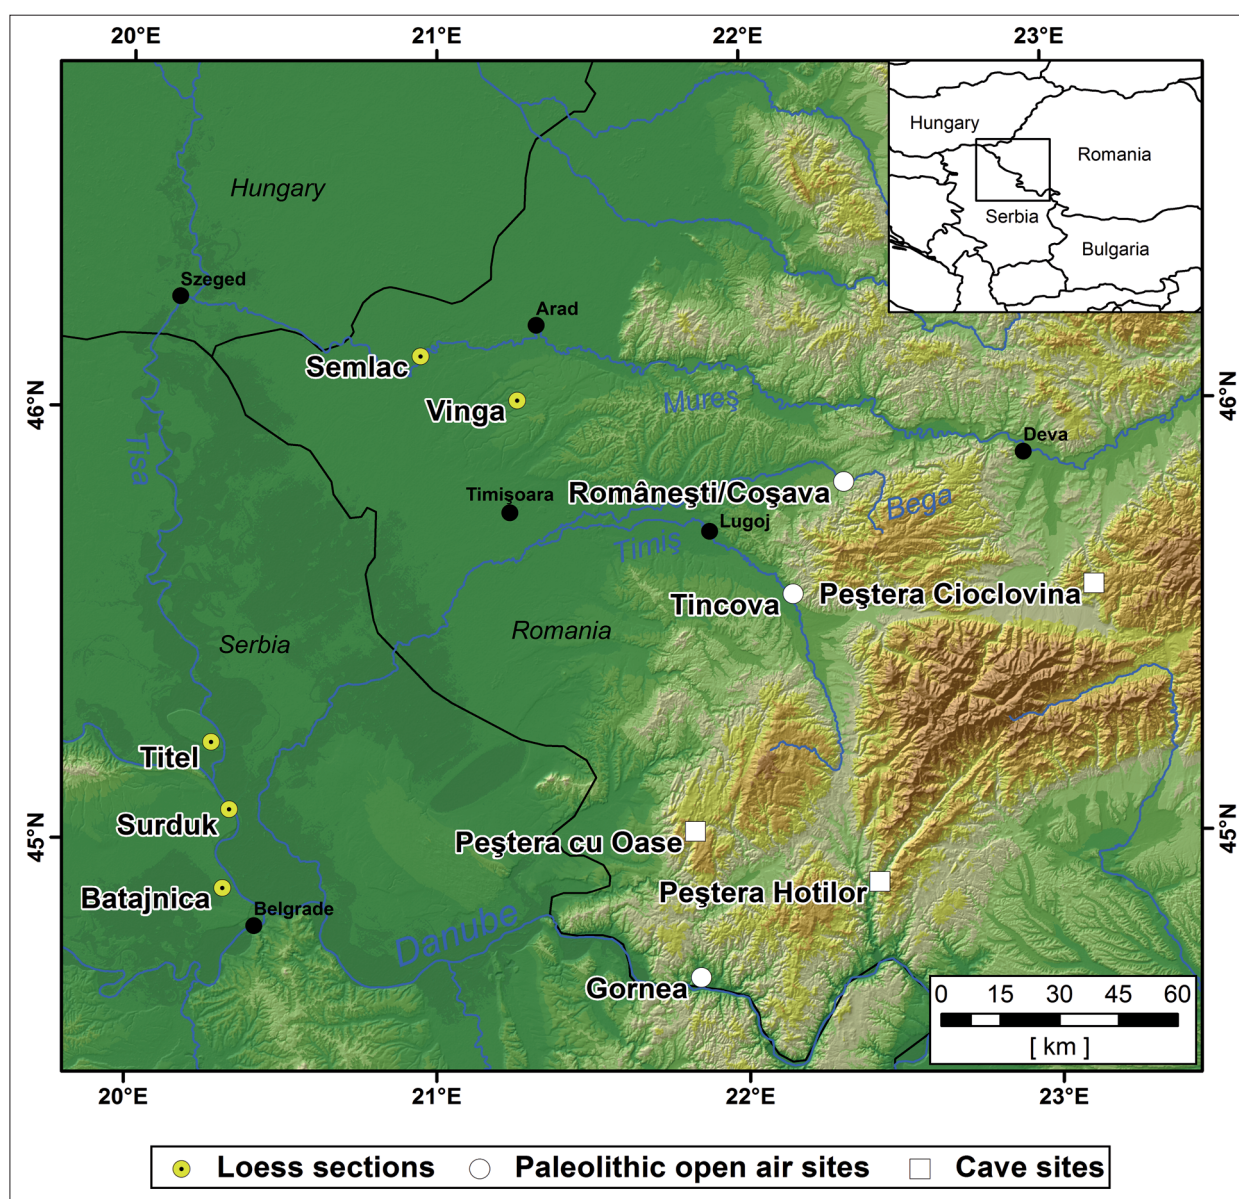 20°E 21°E 22°E 23°E
Hungary
Romania
Serbia
Bulgaria
Hungary
Szeged
Arad
Semlac
Vinga
Mureş
46°N
46°N
Tisa
Deva
Timişoara
Româneşti/Coşava
Bega
Lugoj
Timiş
Tincova
Peştera Cioclovina
Serbia
Romania
Titel
Surduk
Peştera cu Oase
45°N
45°N
Peştera Hotilor
Batajnica
Belgrade
Danube
Gornea
0 15 30 45 60
[ km ]
20°E 21°E 22°E 23°E
Loess sections Paleolithic open air sites Cave sites